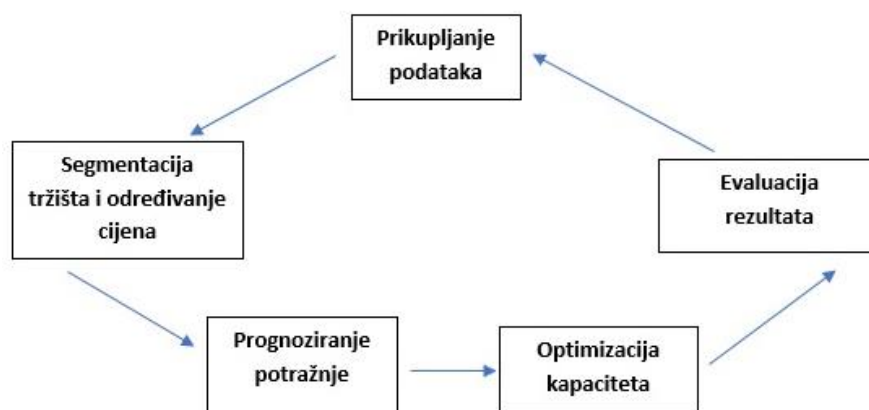 Prikupljanje
podataka
Segmentacija
tržišta i određivanje
cijena
Evaluacija
rezultata
Prognoziranje
potražnje
Optimizacija
kapaciteta